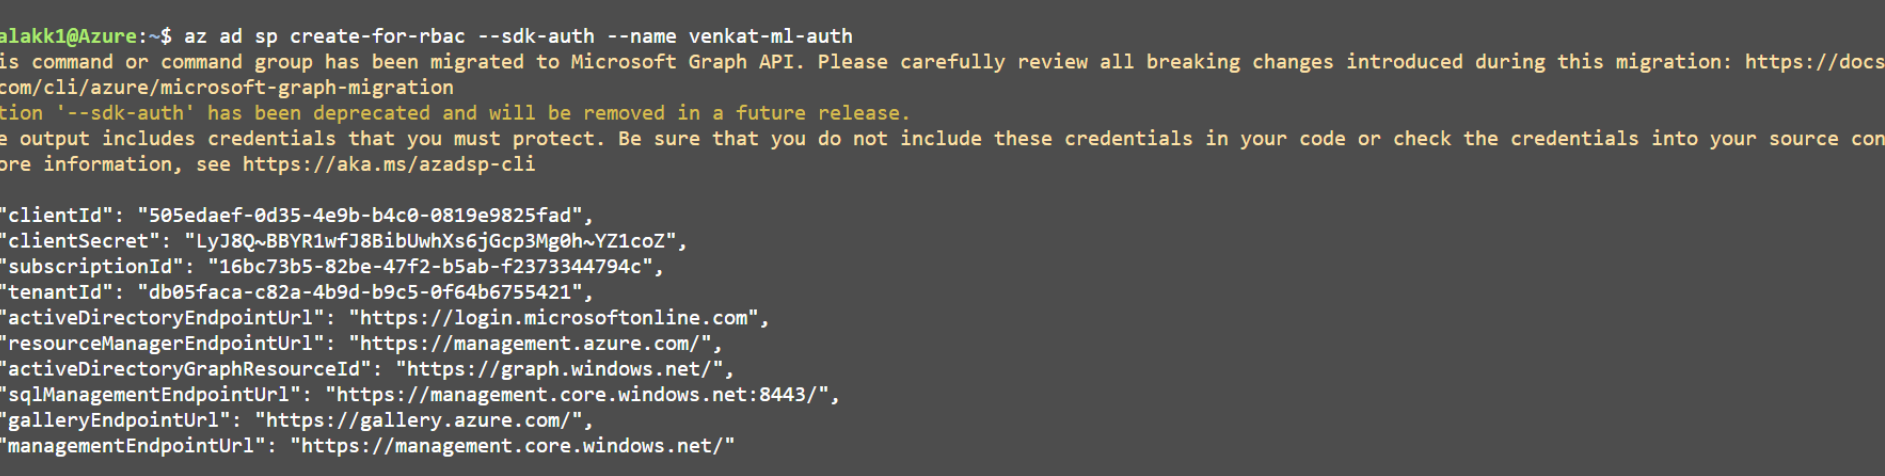 alakk1@Azure:~$ az ad sp create-for-rbac --sdk-auth --name venkat-ml-auth
is command or command group has been migrated to Microsoft Graph API. Please carefully review all breaking changes introduced during this migration: https://docs
com/cli/azure/microsoft-graph-migration
tion '--sdk-auth' has been deprecated and will be removed in a future release.
e output includes credentials that you must protect. Be sure that you do not include these credentials in your code or check the credentials into your source con
ore information, see https://aka.ms/azadsp-cli
"clientId": "505edaef-0d35-4e9b-b4c0-0819e9825fad",
"clientSecret": "LyJ8Q~BBYR1wfJ8BibUwhXs6jGcp3Mg0h~YZ1coZ",
"subscriptionId": "16bc73b5-82be-47f2-b5ab-f2373344794c",
"tenantId": "db05faca-c82a-4b9d-b9c5-0f64b6755421",
"activeDirectoryEndpointUrl": "https://login.microsoftonline.com",
"resourceManagerEndpointUrl": "https://management.azure.com/",
"activeDirectoryGraphResourceId": "https://graph.windows.net/",
"sqlManagementEndpointUrl": "https://management.core.windows.net:8443/",
"galleryEndpointUrl": "https://gallery.azure.com/",
"managementEndpointUrl": "https://management.core.windows.net/"